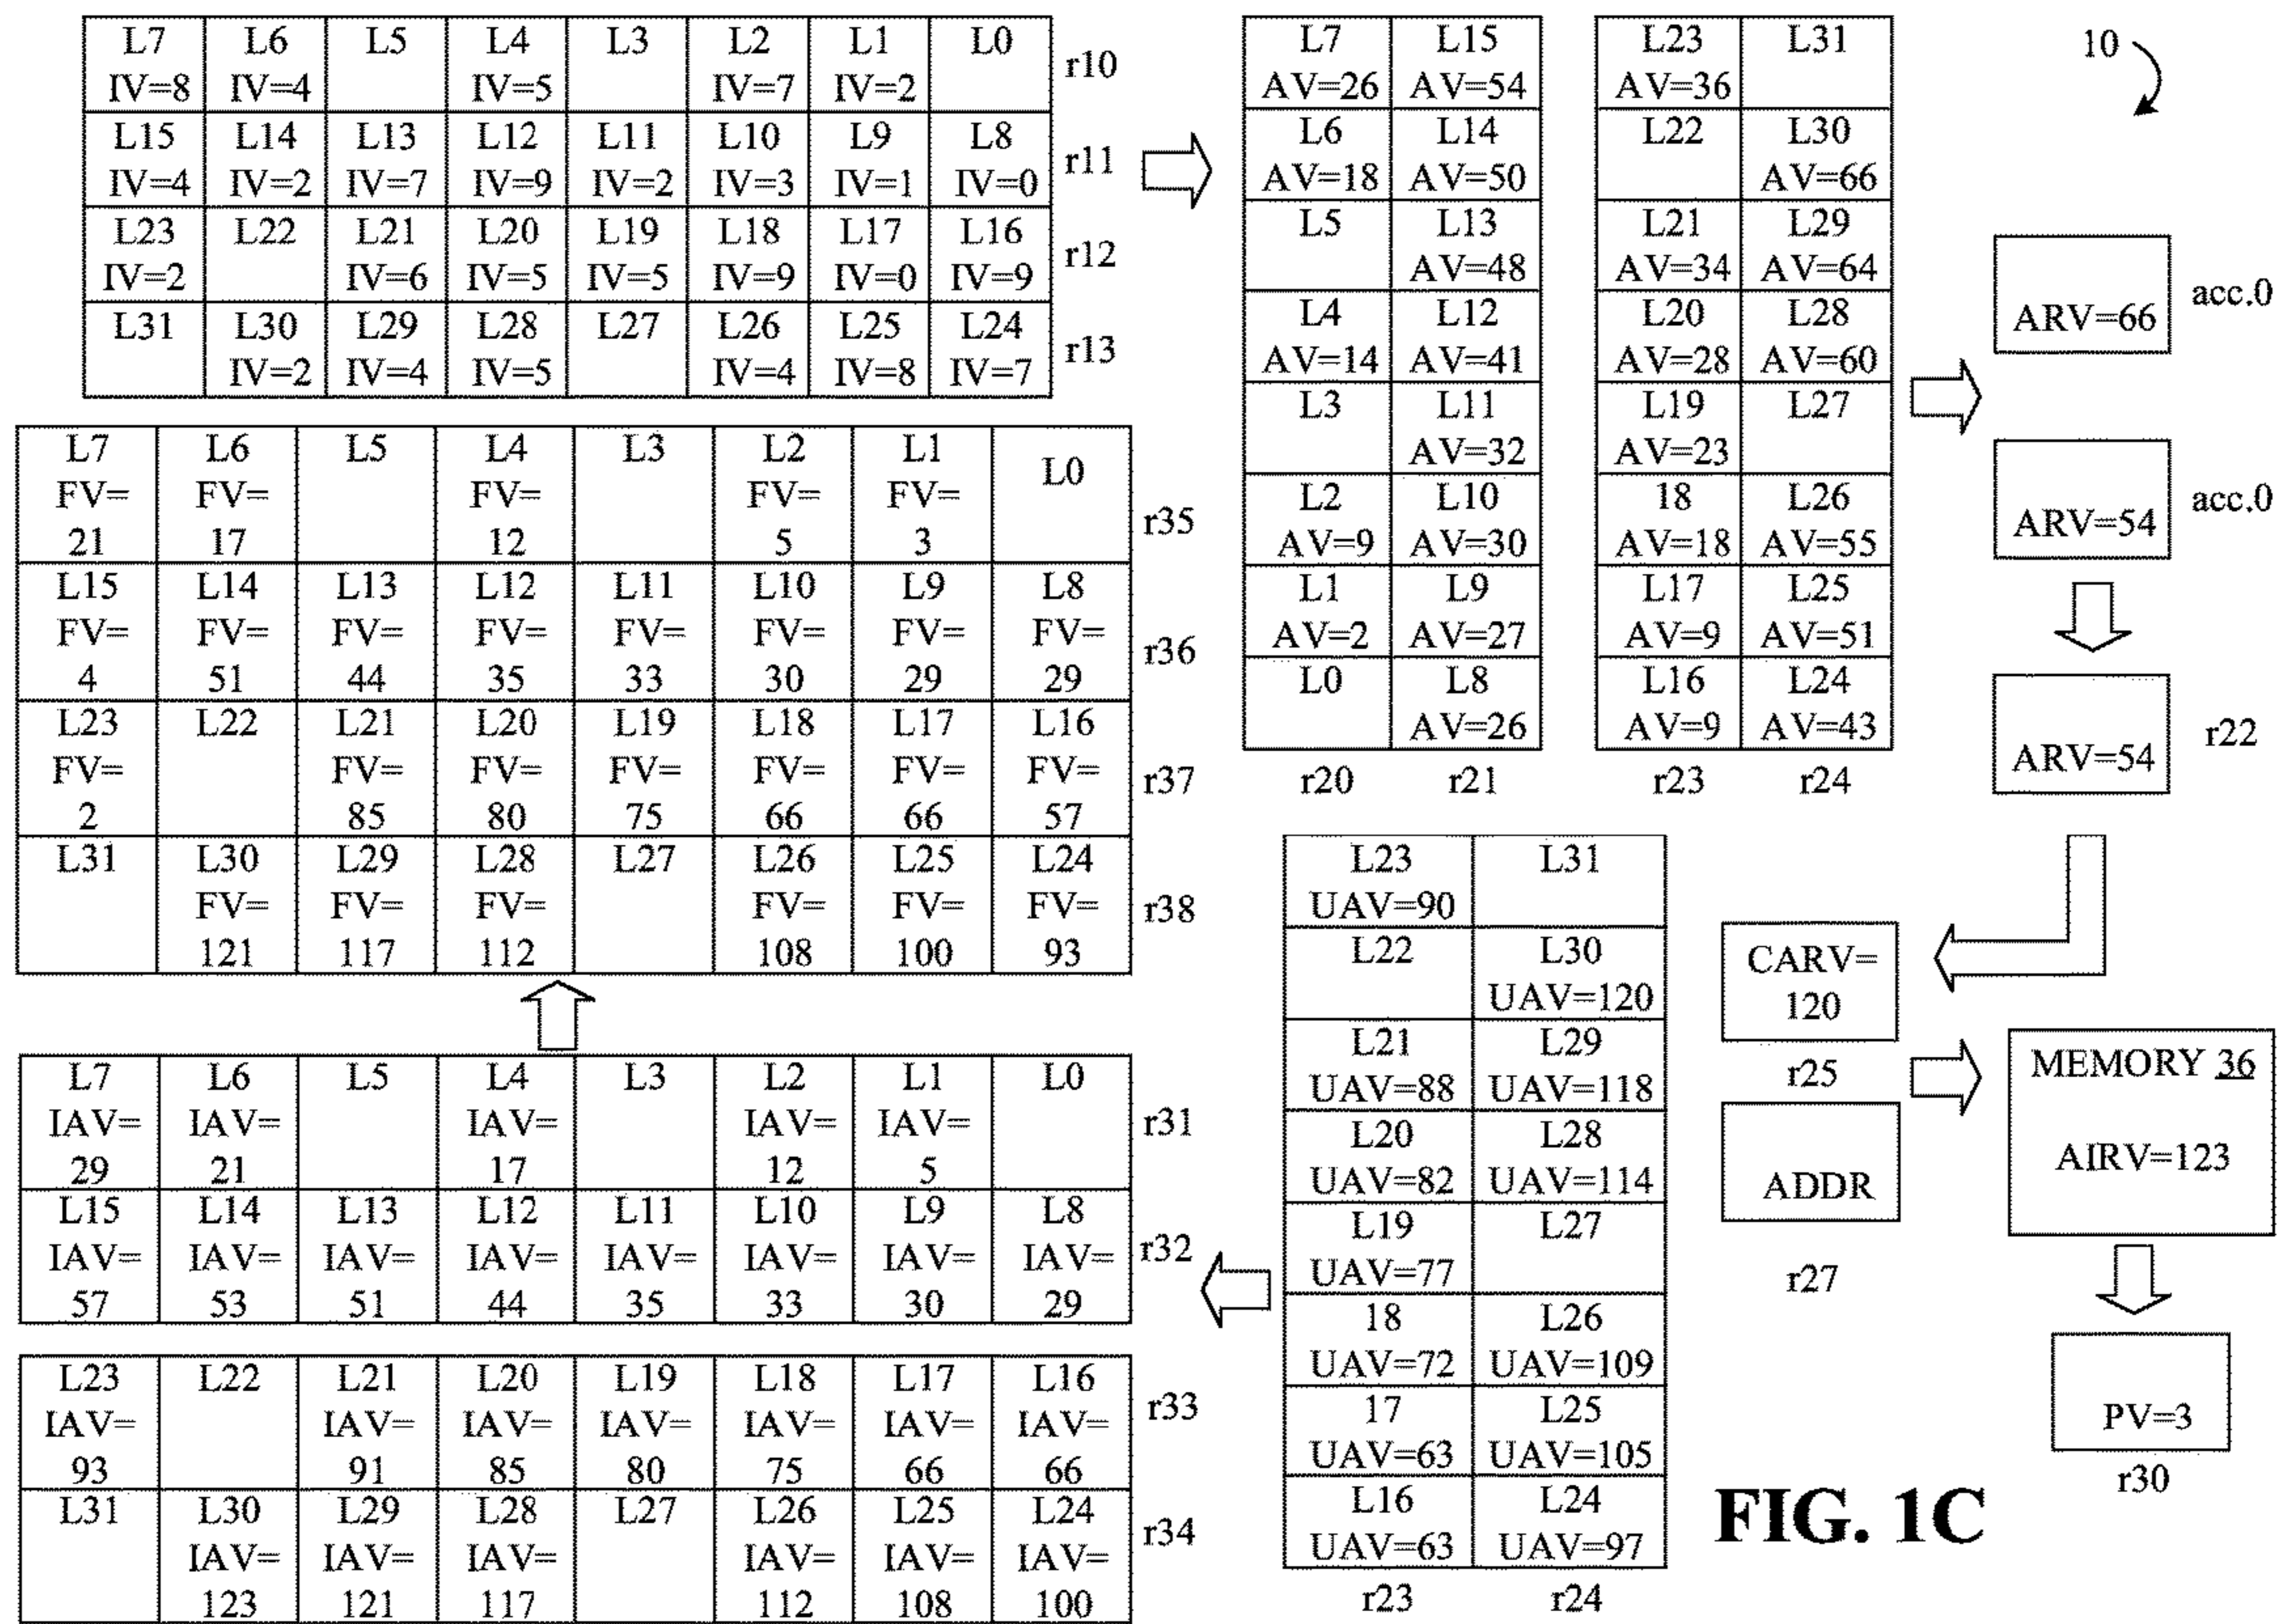 L7 L6 L5 L4 L3 L2 L1 L0
IV=8 IV=4 IV=5 IV=7 IV=2
r10
L15 L14 L13 L12 L11 L10 L9 L8
IV=4 IV=2 IV=7 IV=9 IV=2 IV=3 IV=1 IV=0
r11
L23 L22 L21 L20 L19 L18 L17 L16
IV=2 IV=6 IV=5 IV=5 IV=9 IV=0 IV=9
r12
L31 L30 L29 L28 L27 L26 L25 L24
IV=2 IV=4 IV=5 IV=4 IV=8 IV=7
r13
L7 L15
AV=26 AV=54
L6 L14
AV=18 AV=50
L5 L13
AV=48
L4 L12
AV=14 AV=41
L3 L11
AV=32
L2 L10
AV=9 AV=30
L1 L9
AV=2 AV=27
L0 L8
AV=26
r20 r21
L23 L31
AV=36
L22 L30
AV=66
L21 L29
AV=34 AV=64
L20 L28
AV=28 AV=60
L19 L27
AV=23
18 L26
AV=18 AV=55
L17 L25
AV=9 AV=51
L16 L24
AV=9 AV=43
r23 r24
10
ARV=66 acc.0
ARV=54 acc.0
ARV=54 r22
L7 L6 L5 L4 L3 L2 L1 L0
FV= FV= FV= FV= FV=
21 17 12 5 3
r35
L15 L14 L13 L12 L11 L10 L9 L8
FV= FV= FV= FV= FV= FV= FV= FV=
4 51 44 35 33 30 29 29
r36
L23 L22 L21 L20 L19 L18 L17 L16
FV= FV= FV= FV= FV= FV= FV=
2 85 80 75 66 66 57
r37
L31 L30 L29 L28 L27 L26 L25 L24
FV= FV= FV= FV= FV= FV=
121 117 112 108 100 93
r38
L23 L31
UAV=90
L22 L30
UAV=120
L21 L29
UAV=88 UAV=118
L20 L28
UAV=82 UAV=114
L19 L27
UAV=77
18 L26
UAV=72 UAV=109
17 L25
UAV=63 UAV=105
L16 L24
UAV=63 UAV=97
r23 r24
CARV=
120
r25
ADDR
r27
MEMORY 36
AIRV=123
PV=3
r30
L7 L6 L5 L4 L3 L2 L1 L0
IAV= IAV= IAV= IAV= IAV=
29 21 17 12 5
r31
L15 L14 L13 L12 L11 L10 L9 L8
IAV= IAV= IAV= IAV= IAV= IAV= IAV= IAV=
57 53 51 44 35 33 30 29
r32
L23 L22 L21 L20 L19 L18 L17 L16
IAV= IAV= IAV= IAV= IAV= IAV= IAV=
93 91 85 80 75 66 66
r33
L31 L30 L29 L28 L27 L26 L25 L24
IAV= IAV= IAV= IAV= IAV= IAV=
123 121 117 112 108 100
r34
FIG. 1C